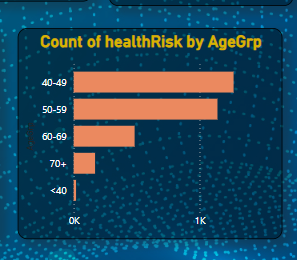 Count of healthRisk by AgeGrp
40-49
50-59
60-69
70+
<40
0K 1K